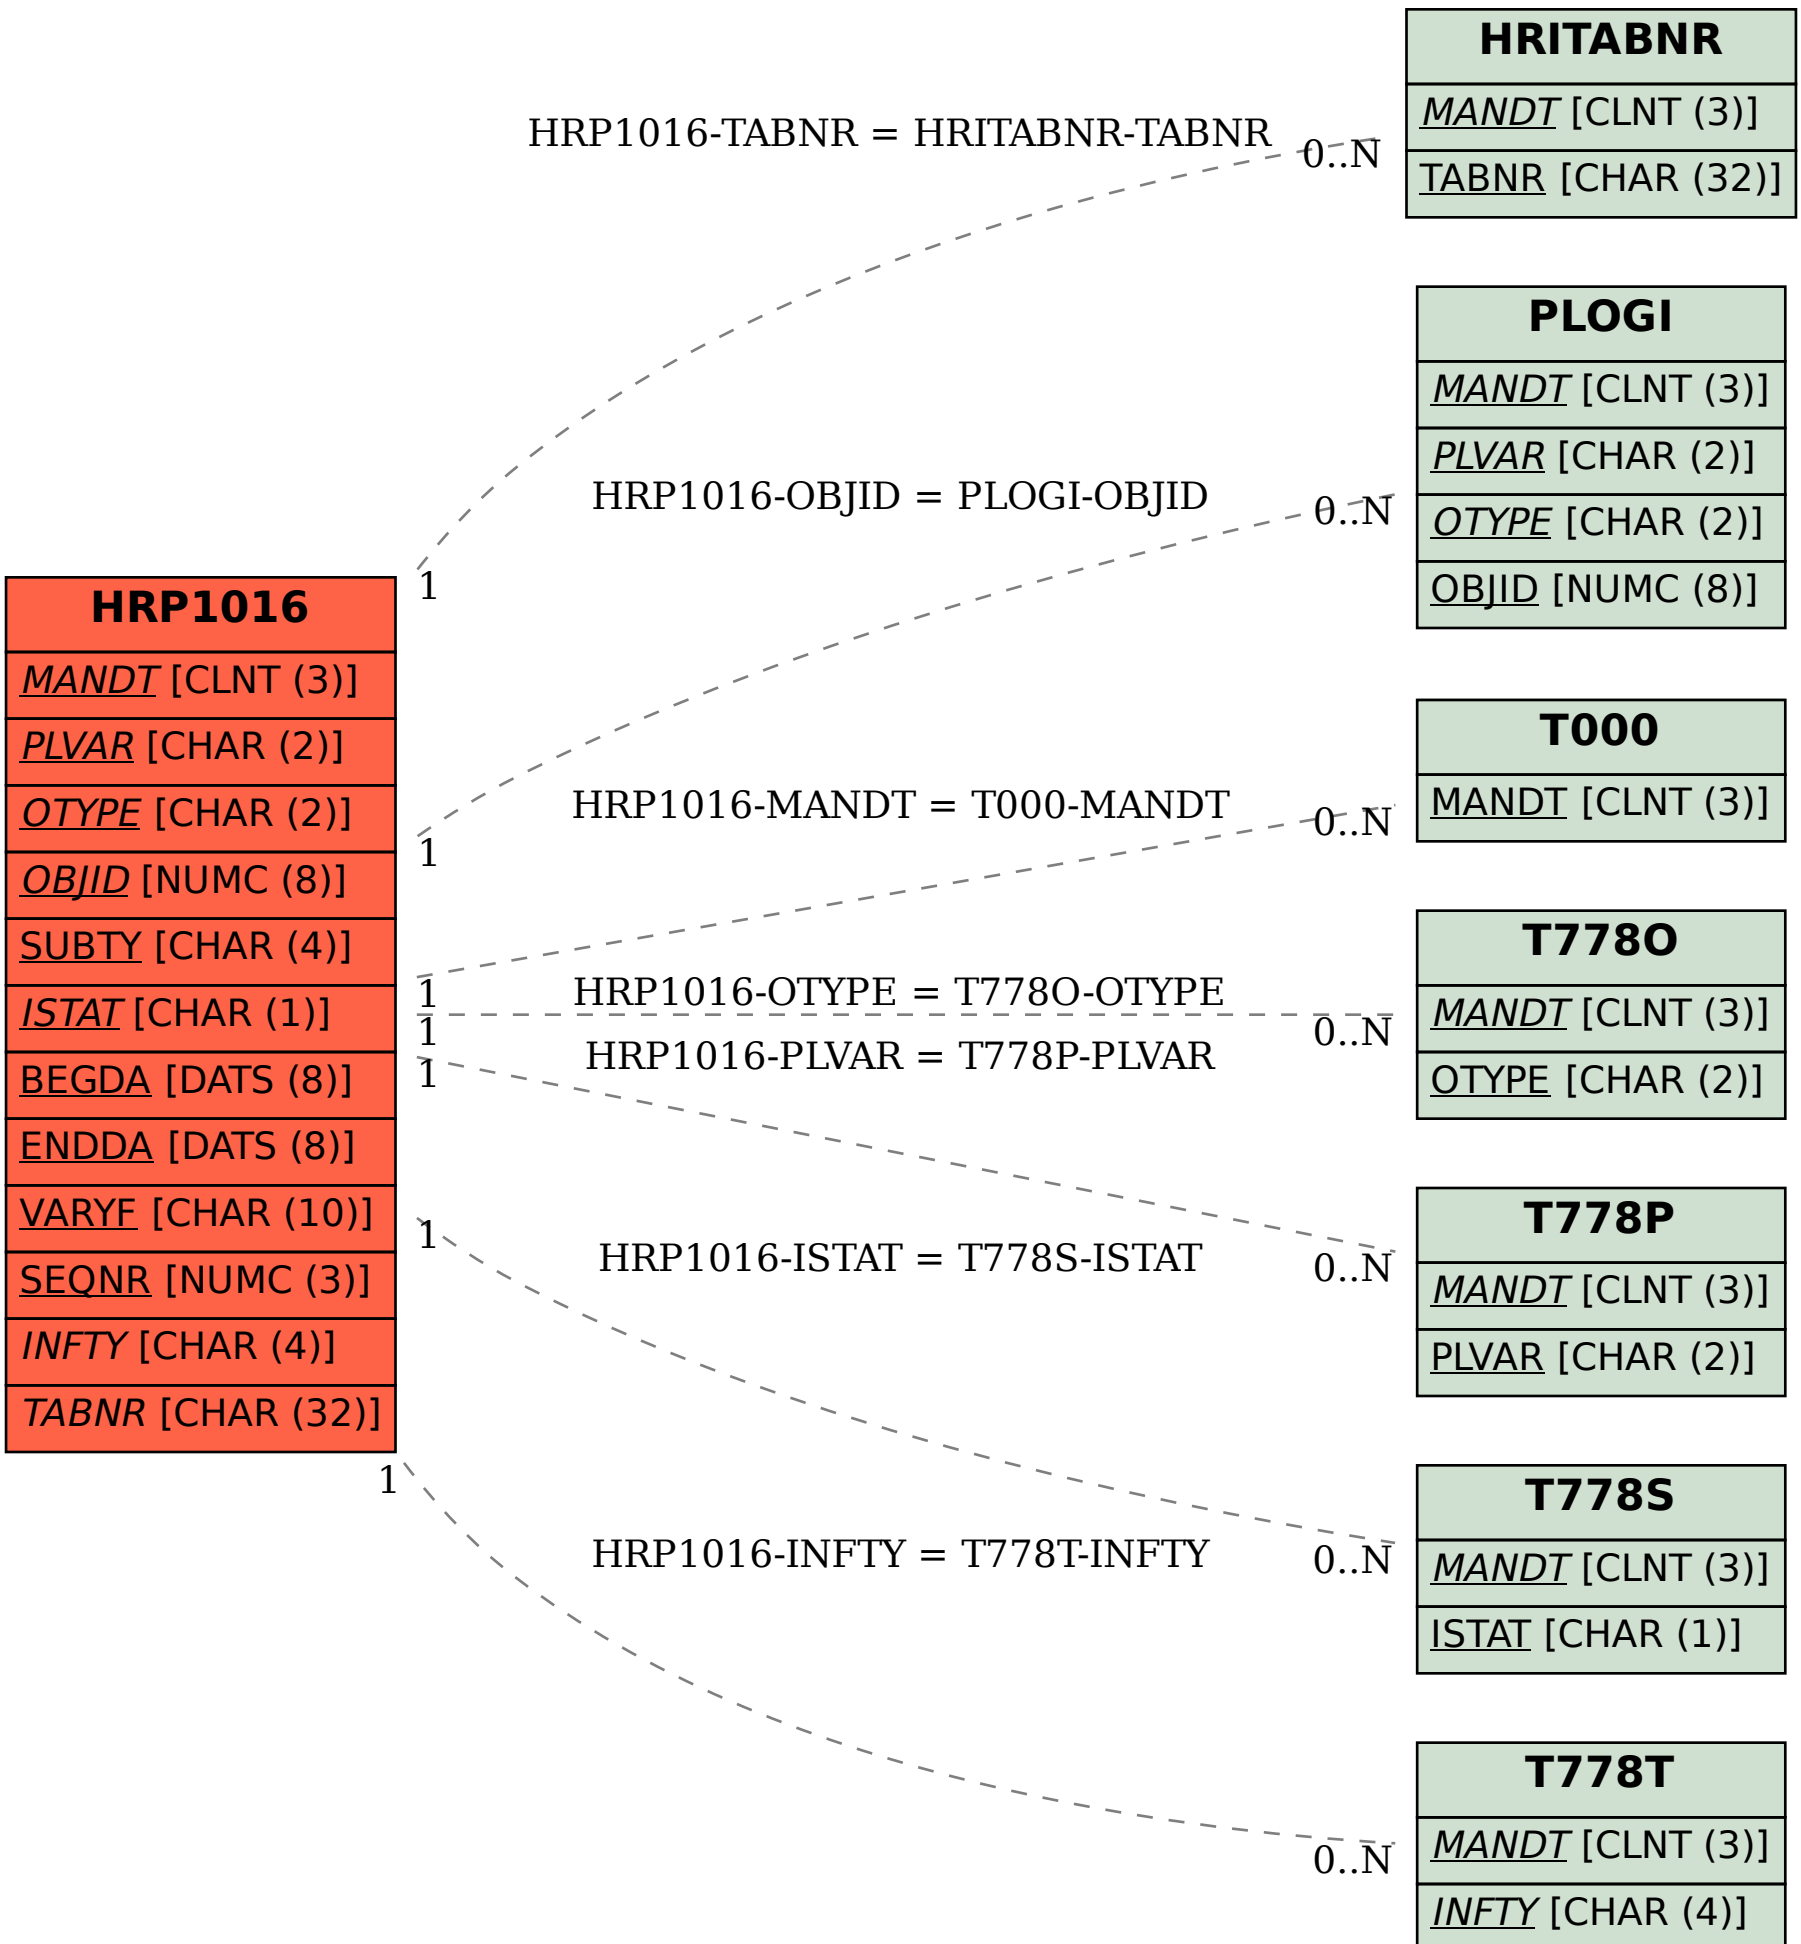 HRP1016
MANDT [CLNT (3)]
PLVAR [CHAR (2)]
OTYPE [CHAR (2)]
OBJID [NUMC (8)]
SUBTY [CHAR (4)]
ISTAT [CHAR (1)]
BEGDA [DATS (8)]
ENDDA [DATS (8)]
VARYF [CHAR (10)]
SEQNR [NUMC (3)]
INFTY [CHAR (4)]
TABNR [CHAR (32)]
HRP1016-TABNR = HRITABNR-TABNR
0..N
1
HRP1016-OBJID = PLOGI-OBJID
0..N
1
HRP1016-MANDT = T000-MANDT
0..N
1
HRP1016-OTYPE = T778O-OTYPE
0..N
1
HRP1016-PLVAR = T778P-PLVAR
0..N
1
HRP1016-ISTAT = T778S-ISTAT
0..N
1
HRP1016-INFTY = T778T-INFTY
0..N
1
HRITABNR
MANDT [CLNT (3)]
TABNR [CHAR (32)]
PLOGI
MANDT [CLNT (3)]
PLVAR [CHAR (2)]
OTYPE [CHAR (2)]
OBJID [NUMC (8)]
T000
MANDT [CLNT (3)]
T778O
MANDT [CLNT (3)]
OTYPE [CHAR (2)]
T778P
MANDT [CLNT (3)]
PLVAR [CHAR (2)]
T778S
MANDT [CLNT (3)]
ISTAT [CHAR (1)]
T778T
MANDT [CLNT (3)]
INFTY [CHAR (4)]